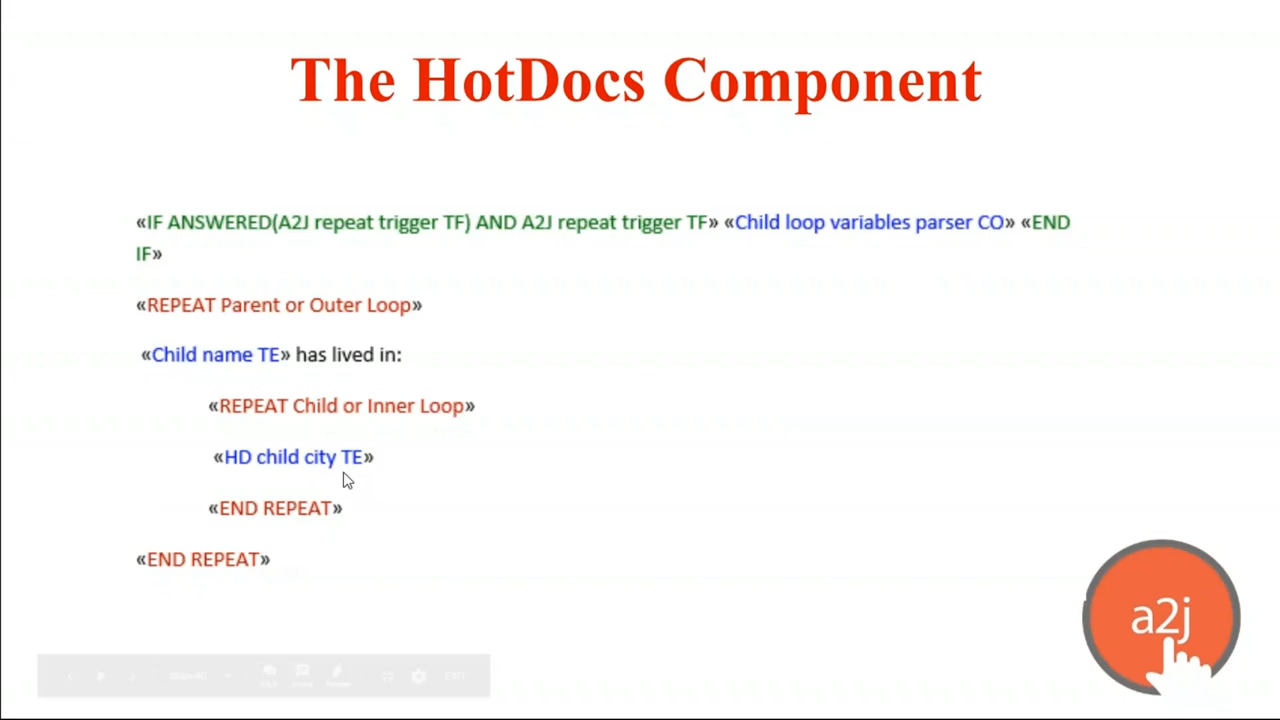 The HotDocs Component
«IF ANSWERED(A2J repeat trigger TF) AND A2J repeat trigger TF» «Child loop variables parser CO» «END
IF»
«REPEAT Parent or Outer Loop»
«Child name TE» has lived in:
«REPEAT Child or Inner Loop»
«HD child city TE»
«END REPEAT»
«END REPEAT»
a2j